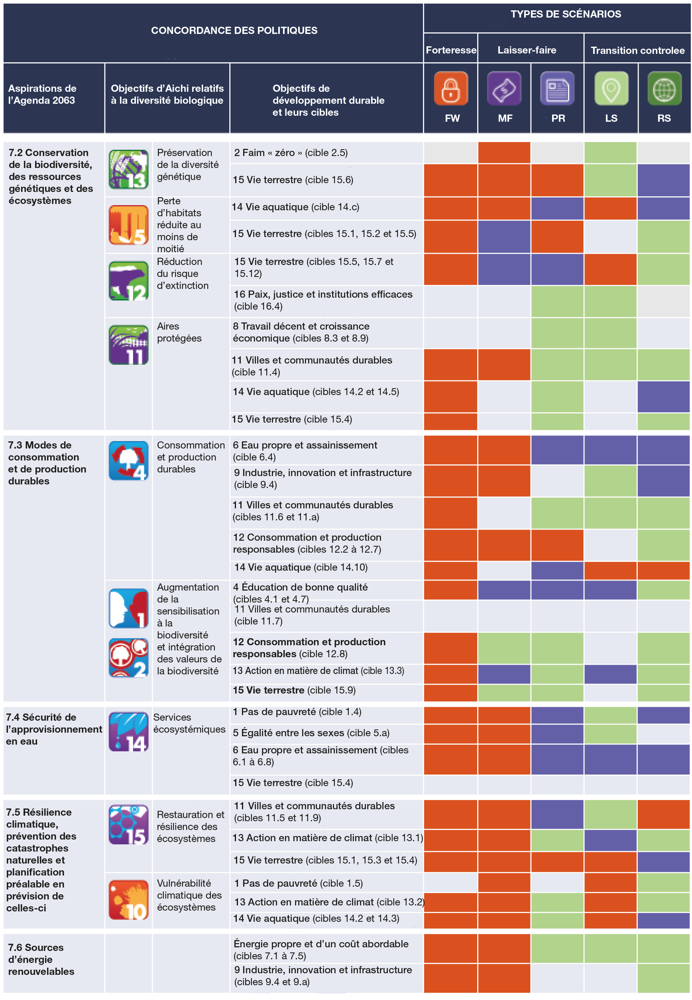 CONCORDANCE DES POLITIQUES
TYPES DE SCÉNARIOS
Forteresse
Laisser-faire
Transition controlee
Aspirations de
l'Agenda 2063
Objectifs d'Aichi relatifs
à la diversité biologique
Objectifs de
développement durable
et leurs cibles
FW
MF
PR
LS
RS
7.2 Conservation
de la biodiversité,
des ressources
génétiques et des
écosystèmes
13
Préservation
de la diversité
génétique
2 Faim « zéro » (cible 2.5)
15 Vie terrestre (cible 15.6)
5
Perte
d'habitats
réduite au
moins de
moitié
14 Vie aquatique (cible 14.c)
15 Vie terrestre (cibles 15.1, 15.2 et 15.5)
12
Réduction
du risque
d'extinction
15 Vie terrestre (cibles 15.5, 15.7 et
15.12)
16 Paix, justice et institutions efficaces
(cible 16.4)
11
Aires
protégées
8 Travail décent et croissance
économique (cibles 8.3 et 8.9)
11 Villes et communautés durables
(cible 11.4)
14 Vie aquatique (cibles 14.2 et 14.5)
15 Vie terrestre (cible 15.4)
7.3 Modes de
consommation
et de production
durables
4
Consommation
et production
durables
6 Eau propre et assainissement
(cible 6.4)
9 Industrie, innovation et infrastructure
(cible 9.4)
11 Villes et communautés durables
(cibles 11.6 et 11.a)
12 Consommation et production
responsables (cibles 12.2 à 12.7)
14 Vie aquatique (cible 14.10)
1
2
Augmentation
de la
sensibilisation
à la
biodiversité
et intégration
des valeurs de
la biodiversité
4 Éducation de bonne qualité
(cibles 4.1 et 4.7)
11 Villes et communautés durables
(cible 11.7)
12 Consommation et production
responsables (cible 12.8)
13 Action en matière de climat (cible 13.3)
15 Vie terrestre (cible 15.9)
7.4 Sécurité de
l'approvisionnement
en eau
14
Services
écosystémiques
1 Pas de pauvreté (cible 1.4)
5 Égalité entre les sexes (cible 5.a)
6 Eau propre et assainissement (cibles
6.1 à 6.8)
15 Vie terrestre (cible 15.4)
7.5 Résilience
climatique,
prévention des
catastrophes
naturelles et
planification
préalable en
prévision de
celles-ci
15
Restauration et
résilience des
écosystèmes
11 Villes et communautés durables
(cibles 11.5 et 11.9)
13 Action en matière de climat (cible 13.1)
15 Vie terrestre (cibles 15.1, 15.3 et 15.4)
10
Vulnérabilité
climatique des
écosystèmes
1 Pas de pauvreté (cible 1.5)
13 Action en matière de climat (cible 13.2)
14 Vie aquatique (cibles 14.2 et 14.3)
7.6 Sources
d'énergie
renouvelables
Énergie propre et d'un coût abordable
(cibles 7.1 à 7.5)
9 Industrie, innovation et infrastructure
(cibles 9.4 et 9.a)